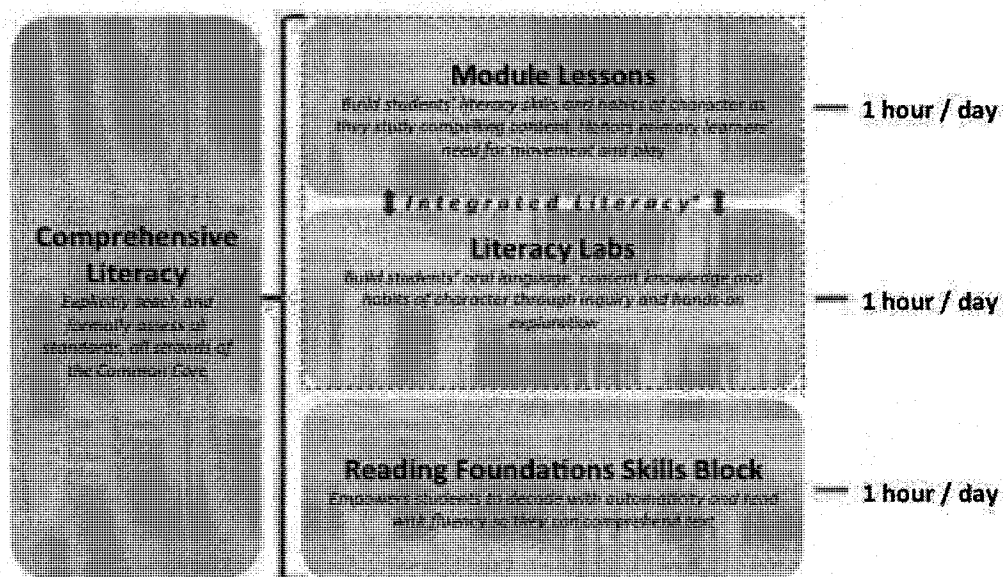 Comprehensive
Literacy
Explicitly teach and
formally assess all
standards, all strands of
the Common Core
Module Lessons
Build students' literacy skills and habits of character as
they study compelling content. Honors primary learners'
need for movement and play
1 hour / day
Integrated Literacy*
Literacy Labs
Build students' oral language, content knowledge and
habits of character through inquiry and hands-on
exploration
1 hour / day
Reading Foundations Skills Block
Empowers students to decode with automaticity and read
with fluency so they can comprehend text
1 hour / day